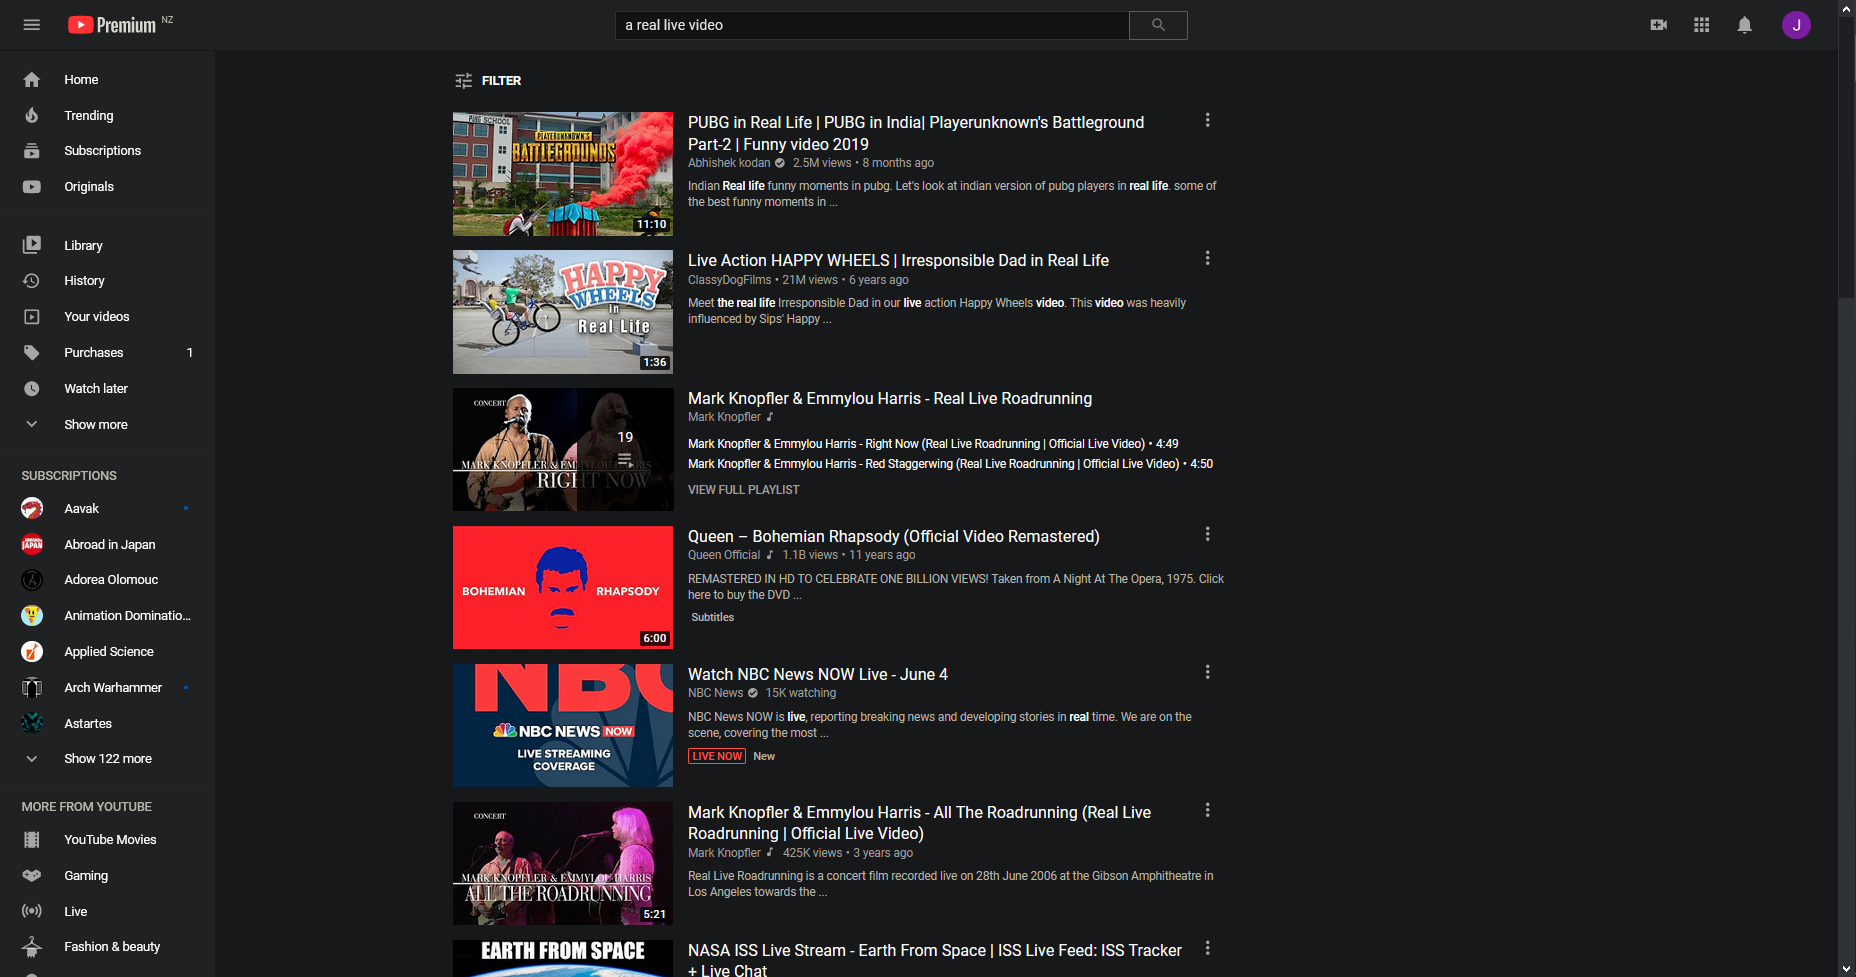 Premium NZ
a real live video
J
Home
Trending
Subscriptions
Originals
Library
History
Your videos
Purchases 1
Watch later
Show more
SUBSCRIPTIONS
Aavak
Abroad in Japan
Adorea Olomouc
Animation Dominatio...
Applied Science
Arch Warhammer
Astartes
Show 122 more
MORE FROM YOUTUBE
YouTube Movies
Gaming
Live
Fashion & beauty
FILTER
PUBG SCHOOL
PLAYERUNKNOWN'S
BATTLEGROUNDS
11:10
PUBG in Real Life | PUBG in India| Playerunknown's Battleground
Part-2 | Funny video 2019
Abhishek kodan 2.5M views • 8 months ago
Indian Real life funny moments in pubg. Let's look at indian version of pubg players in real life. some of
the best funny moments in ...
HAPPY
WHEELS
in
Real Life
1:36
Live Action HAPPY WHEELS | Irresponsible Dad in Real Life
ClassyDogFilms • 21M views • 6 years ago
Meet the real life Irresponsible Dad in our live action Happy Wheels video. This video was heavily
influenced by Sips' Happy ...
CONCERT
19
MARK KNOPFLER & EMMYLOU HARRIS
RIGHT NOW
Mark Knopfler & Emmylou Harris - Real Live Roadrunning
Mark Knopfler
Mark Knopfler & Emmylou Harris - Right Now (Real Live Roadrunning | Official Live Video) • 4:49
Mark Knopfler & Emmylou Harris - Red Staggerwing (Real Live Roadrunning | Official Live Video) • 4:50
VIEW FULL PLAYLIST
BOHEMIAN RHAPSODY
6:00
Queen – Bohemian Rhapsody (Official Video Remastered)
Queen Official 1.1B views • 11 years ago
REMASTERED IN HD TO CELEBRATE ONE BILLION VIEWS! Taken from A Night At The Opera, 1975. Click
here to buy the DVD ...
Subtitles
NBC
NBC NEWS NOW
LIVE STREAMING
COVERAGE
Watch NBC News NOW Live - June 4
NBC News 15K watching
NBC News NOW is live, reporting breaking news and developing stories in real time. We are on the
scene, covering the most ...
LIVE NOW New
CONCERT
MARK KNOPFLER & EMMYLOU HARRIS
ALL THE ROADRUNNING
5:21
Mark Knopfler & Emmylou Harris - All The Roadrunning (Real Live
Roadrunning | Official Live Video)
Mark Knopfler 425K views • 3 years ago
Real Live Roadrunning is a concert film recorded live on 28th June 2006 at the Gibson Amphitheatre in
Los Angeles towards the ...
EARTH FROM SPACE
NASA ISS Live Stream - Earth From Space | ISS Live Feed: ISS Tracker
+ Live Chat